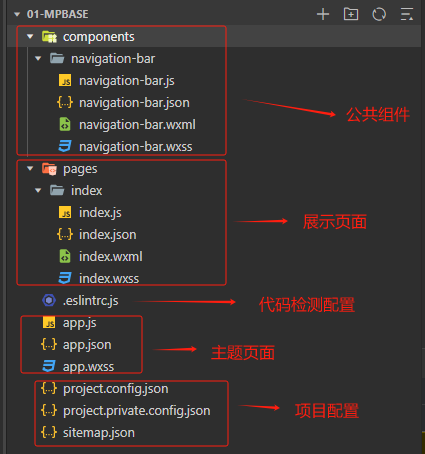 01-MPBASE
components
navigation-bar
JS navigation-bar.js
{..} navigation-bar.json
navigation-bar.wxml
navigation-bar.wxss
公共组件
pages
index
JS index.js
{..} index.json
index.wxml
index.wxss
展示页面
.eslintrc.js
代码检测配置
JS app.js
{..} app.json
app.wxss
主题页面
{..} project.config.json
{..} project.private.config.json
{..} sitemap.json
项目配置